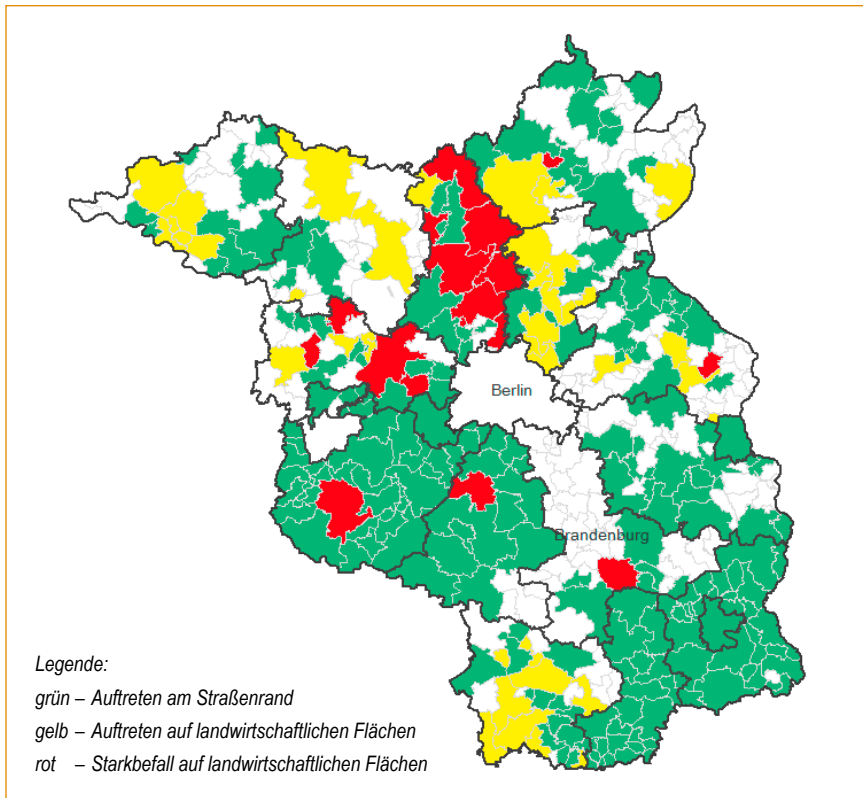 Berlin
Brandenburg
Legende:
grün – Auftreten am Straßenrand
gelb – Auftreten auf landwirtschaftlichen Flächen
rot – Starkbefall auf landwirtschaftlichen Flächen